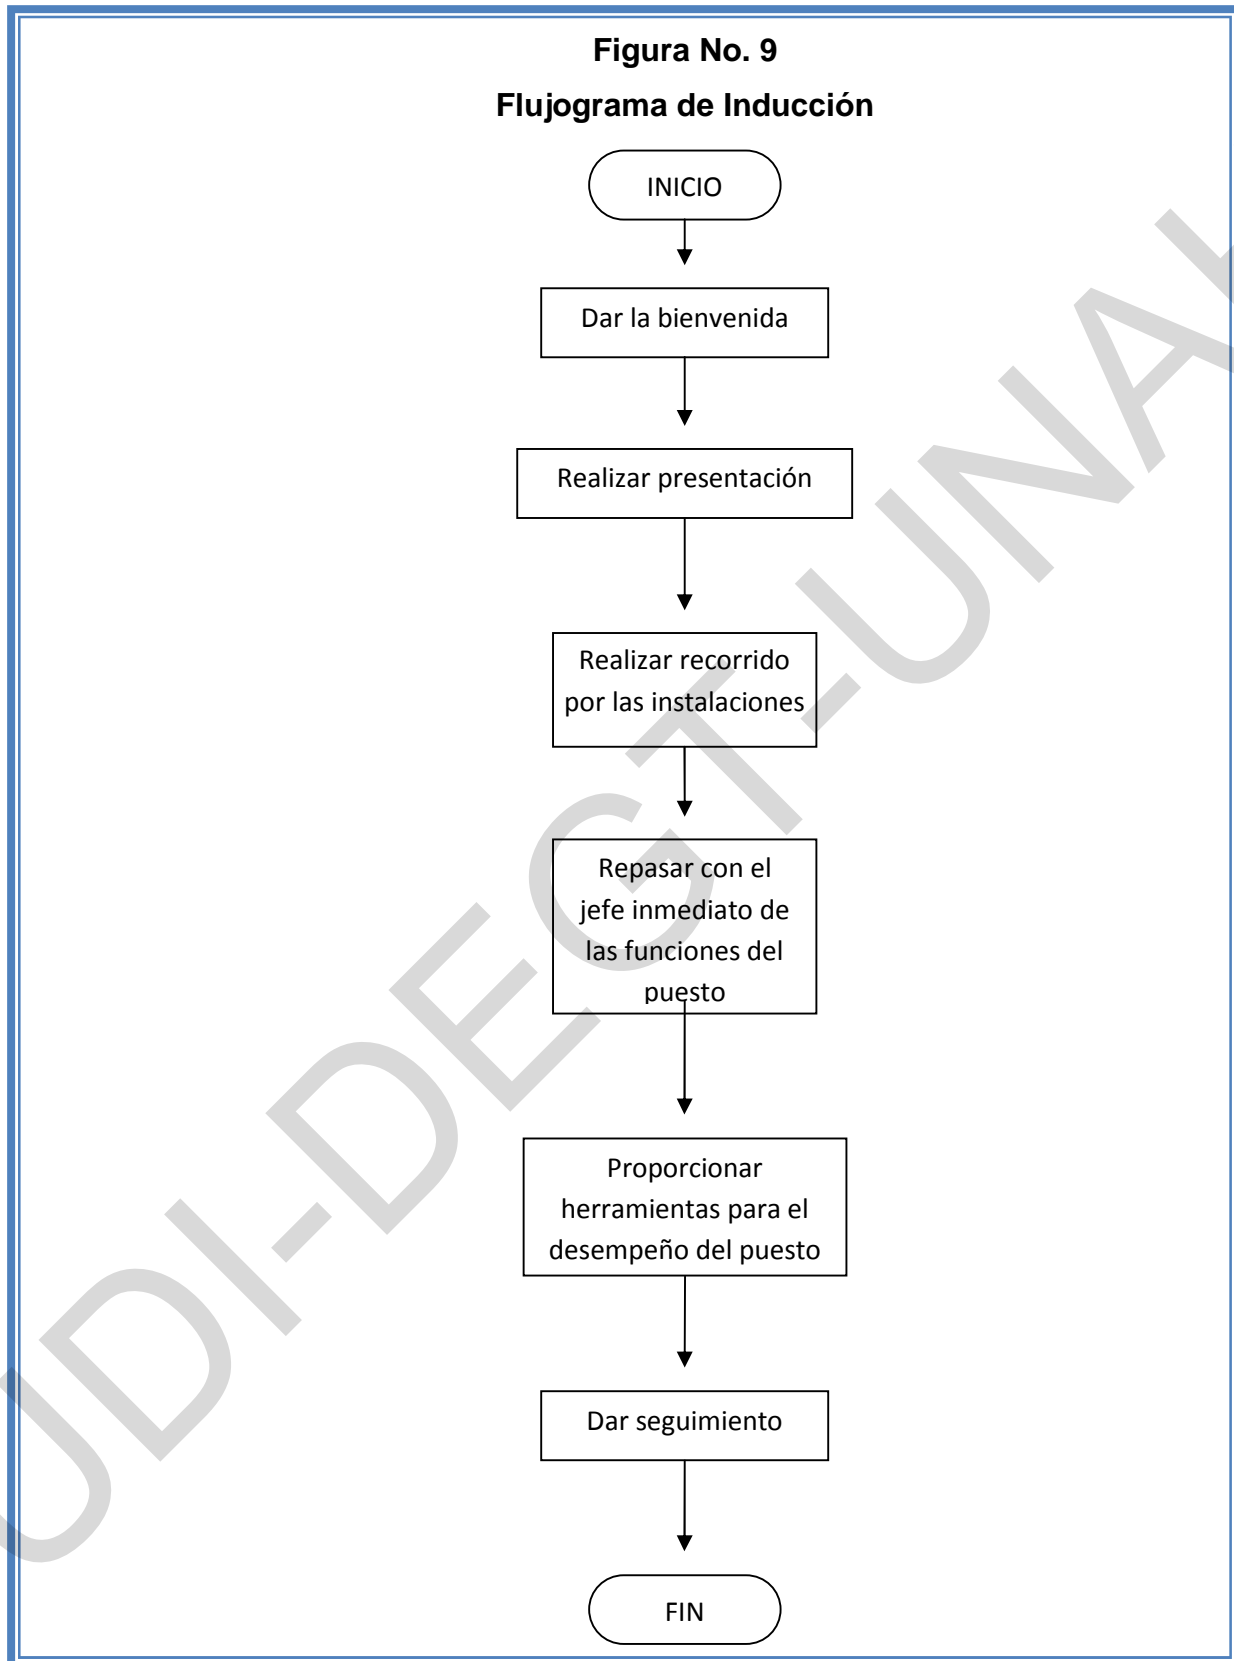 Figura No. 9
Flujograma de Inducción
INICIO
Dar la bienvenida
Realizar presentación
Realizar recorrido
por las instalaciones
Repasar con el
jefe inmediato de
las funciones del
puesto
Proporcionar
herramientas para el
desempeño del puesto
Dar seguimiento
FIN
UDI-DEGT-UNAH